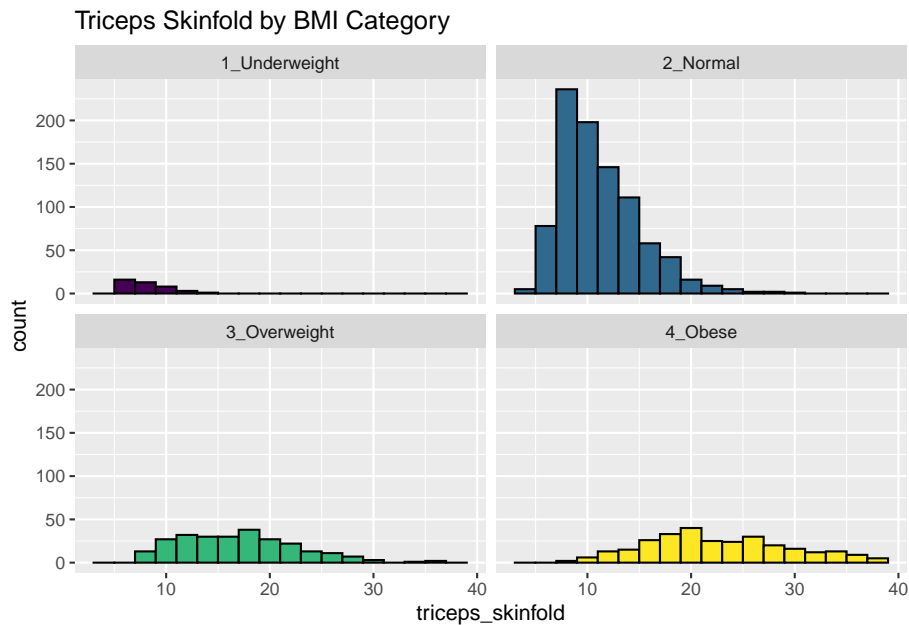 Triceps Skinfold by BMI Category
1_Underweight
2_Normal
200
150
100
50
0
count
3_Overweight
4_Obese
200
150
100
50
0
10
20
30
40
10
20
30
40
triceps_skinfold